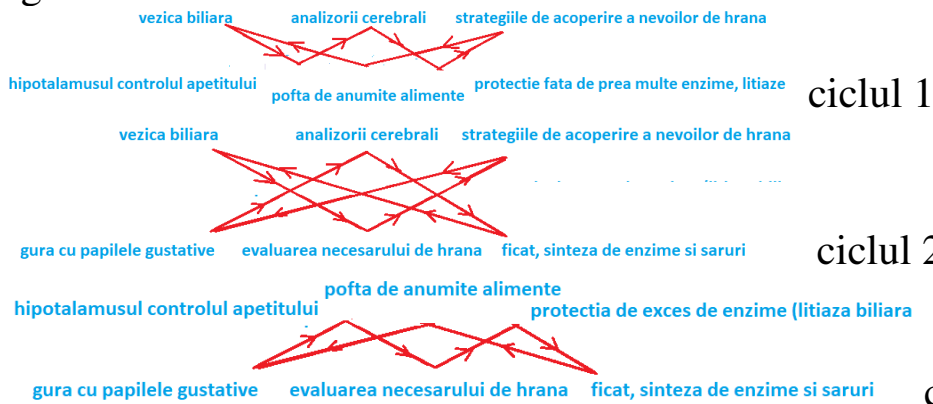 vezica biliara analizorii cerebrali strategiile de acoperire a nevoilor de hrana
hipotalamusul controlul apetitului pofta de anumite alimente protectie fata de prea multe enzime, litiaze
ciclul 1
vezica biliara analizorii cerebrali strategiile de acoperire a nevoilor de hrana
gura cu papilele gustative evaluarea necesarului de hrana ficat, sinteza de enzime si saruri
ciclul 2
pofta de anumite alimente
hipotalamusul controlul apetitului protectia de exces de enzime (litiaza biliara
gura cu papilele gustative evaluarea necesarului de hrana ficat, sinteza de enzime si saruri